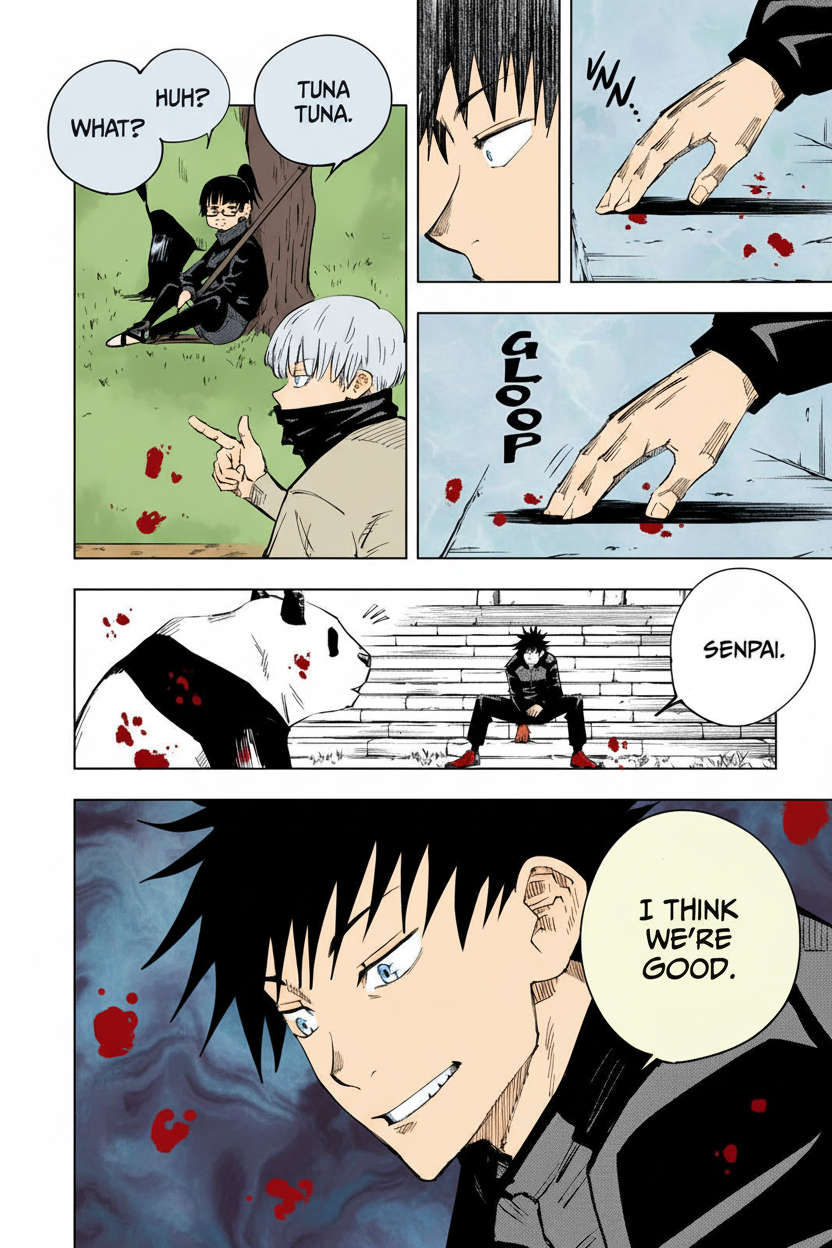 HUH?
WHAT?
TUNA
TUNA.
VNN...
GLOOP
SENPAI.
I THINK
WE'RE
GOOD.